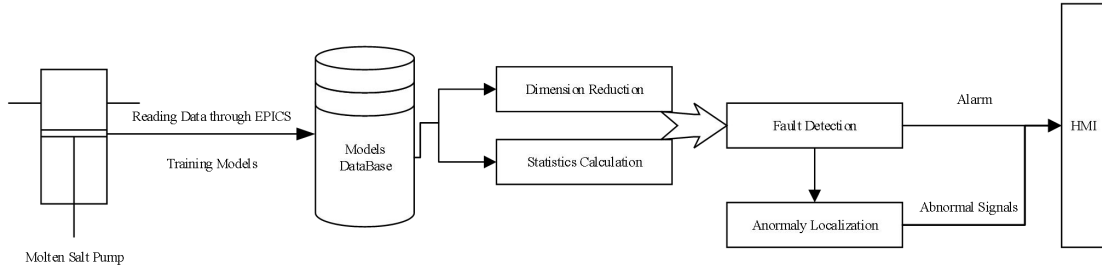 Reading Data through EPICS
Training Models
Molten Salt Pump
Models
DataBase
Dimension Reduction
Statistics Calculation
Fault Detection
Anormaly Localization
Alarm
Abnormal Signals
HMI